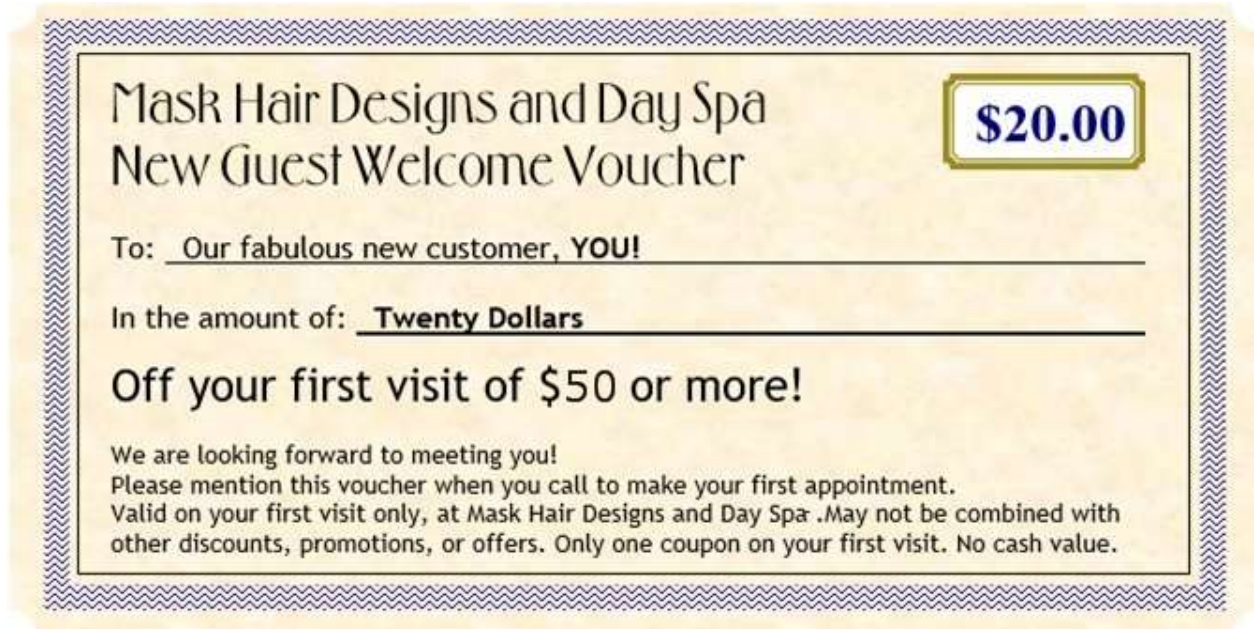 Mask Hair Designs and Day Spa
New Guest Welcome Voucher
$20.00
To: Our fabulous new customer, YOU!
In the amount of: Twenty Dollars
Off your first visit of $50 or more!
We are looking forward to meeting you!
Please mention this voucher when you call to make your first appointment.
Valid on your first visit only, at Mask Hair Designs and Day Spa .May not be combined with
other discounts, promotions, or offers. Only one coupon on your first visit. No cash value.